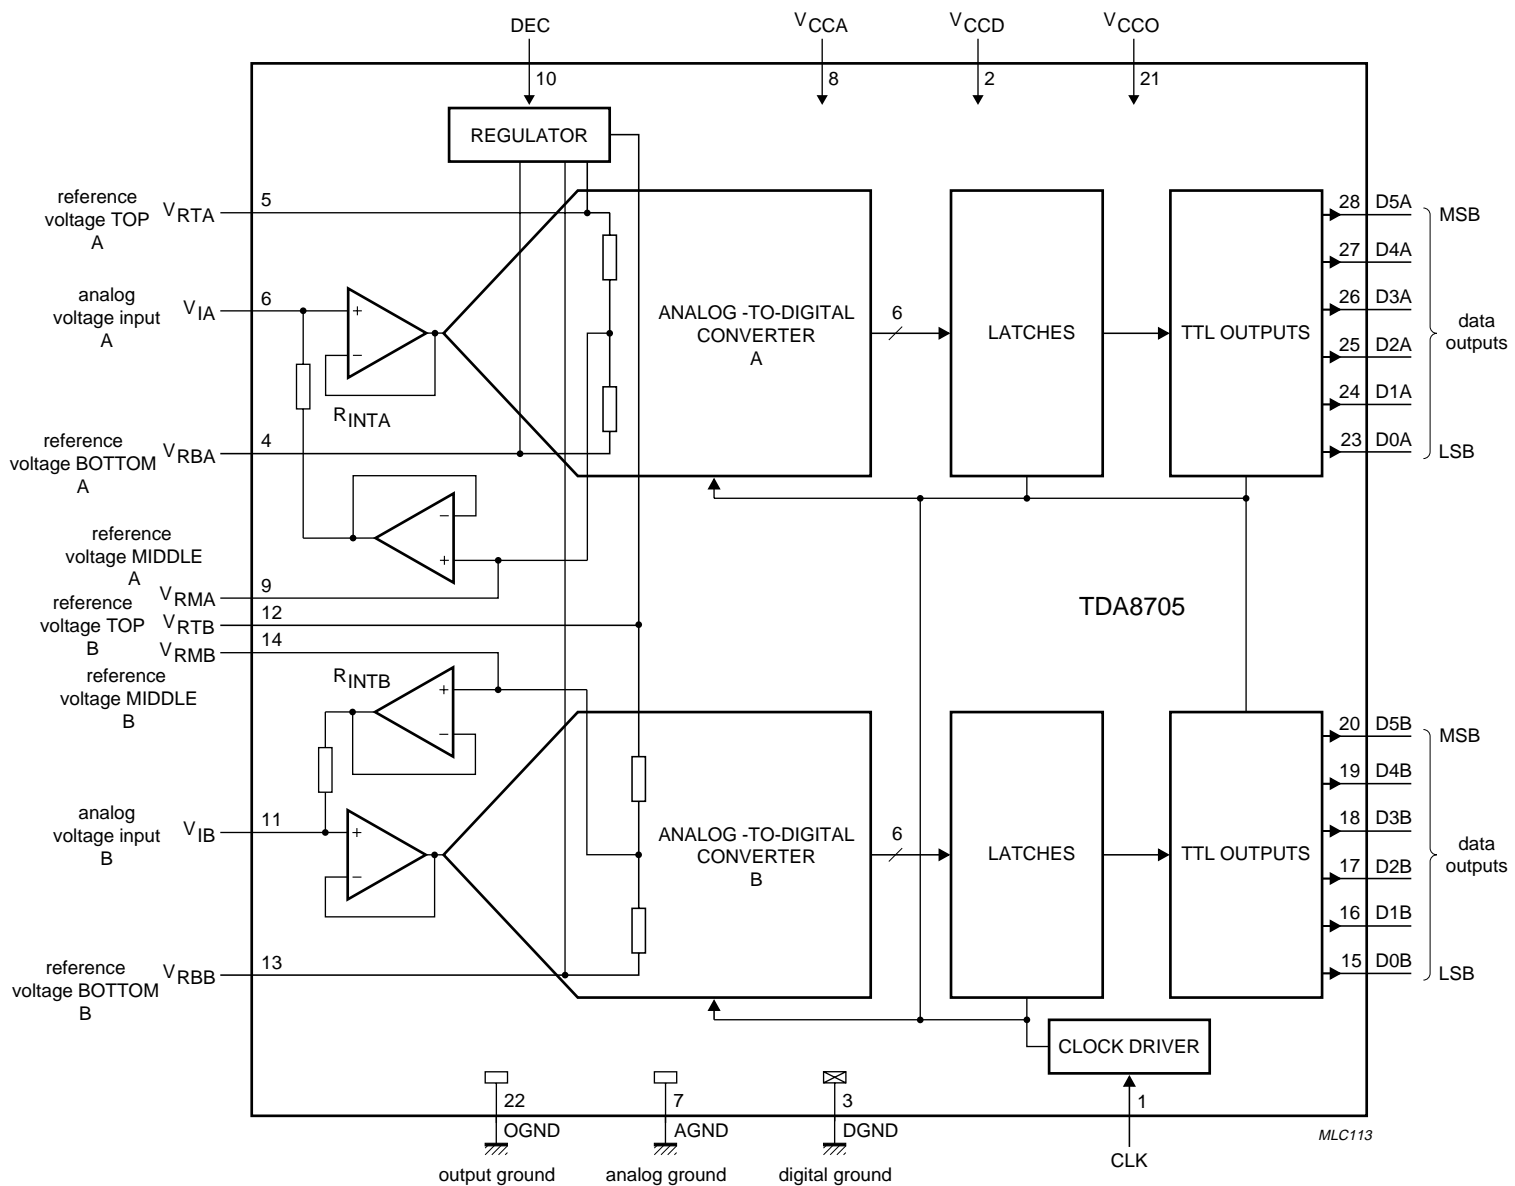 DEC
VCCA
VCCD
VCCO
10
8
2
21
REGULATOR
reference
voltage TOP
A
VRTA
5
analog
voltage input
A
VIA
6
+
−
RINTA
reference
voltage BOTTOM
A
VRBA
4
ANALOG -TO-DIGITAL
CONVERTER
A
6
LATCHES
TTL OUTPUTS
28 D5A
MSB
27 D4A
26 D3A
25 D2A
24 D1A
23 D0A
LSB
data
outputs
−
+
reference
voltage MIDDLE
A
VRMA
9
reference
voltage TOP
B
VRTB
12
VRMB
14
reference
voltage MIDDLE
B
TDA8705
RINTB
+
−
analog
voltage input
B
VIB
11
+
−
reference
voltage BOTTOM
B
VRBB
13
ANALOG -TO-DIGITAL
CONVERTER
B
6
LATCHES
TTL OUTPUTS
20 D5B
MSB
19 D4B
18 D3B
17 D2B
16 D1B
15 D0B
LSB
data
outputs
CLOCK DRIVER
22
OGND
output ground
7
AGND
analog ground
3
DGND
digital ground
1
CLK
MLC113